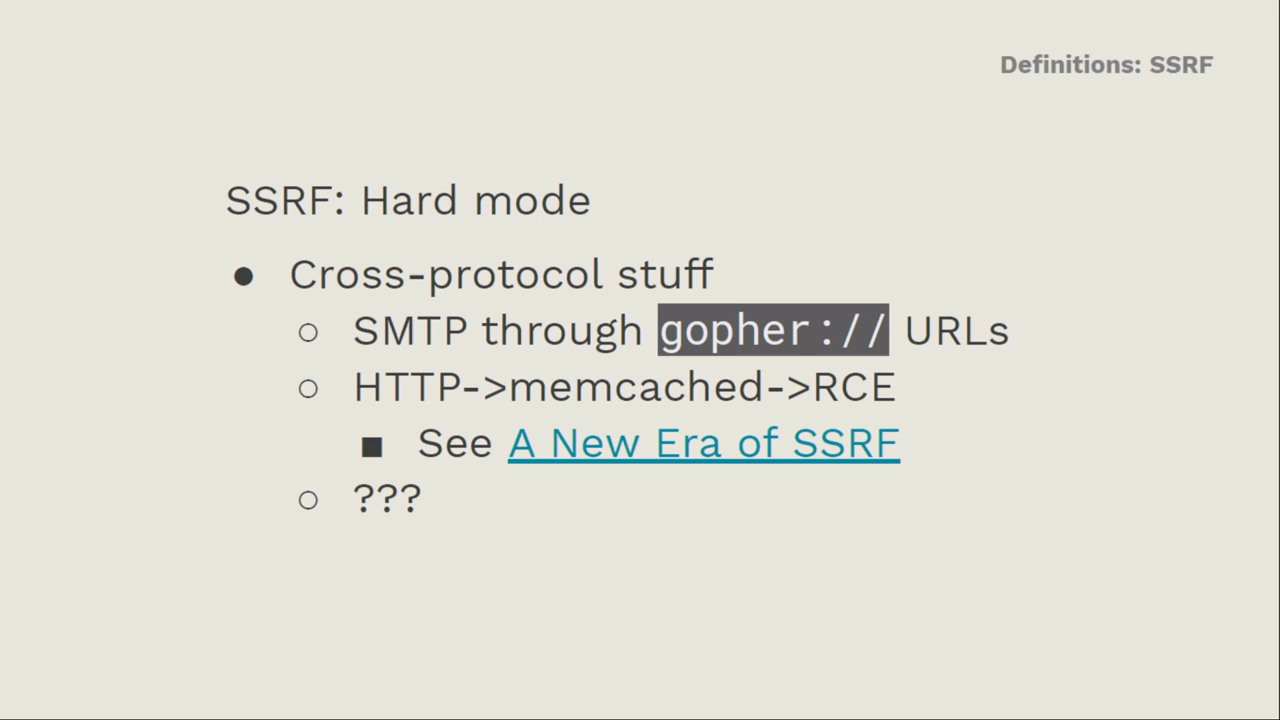 Definitions: SSRF
SSRF: Hard mode
● Cross-protocol stuff
○ SMTP through gopher:// URLs
○ HTTP->memcached->RCE
■ See A New Era of SSRF
○ ???